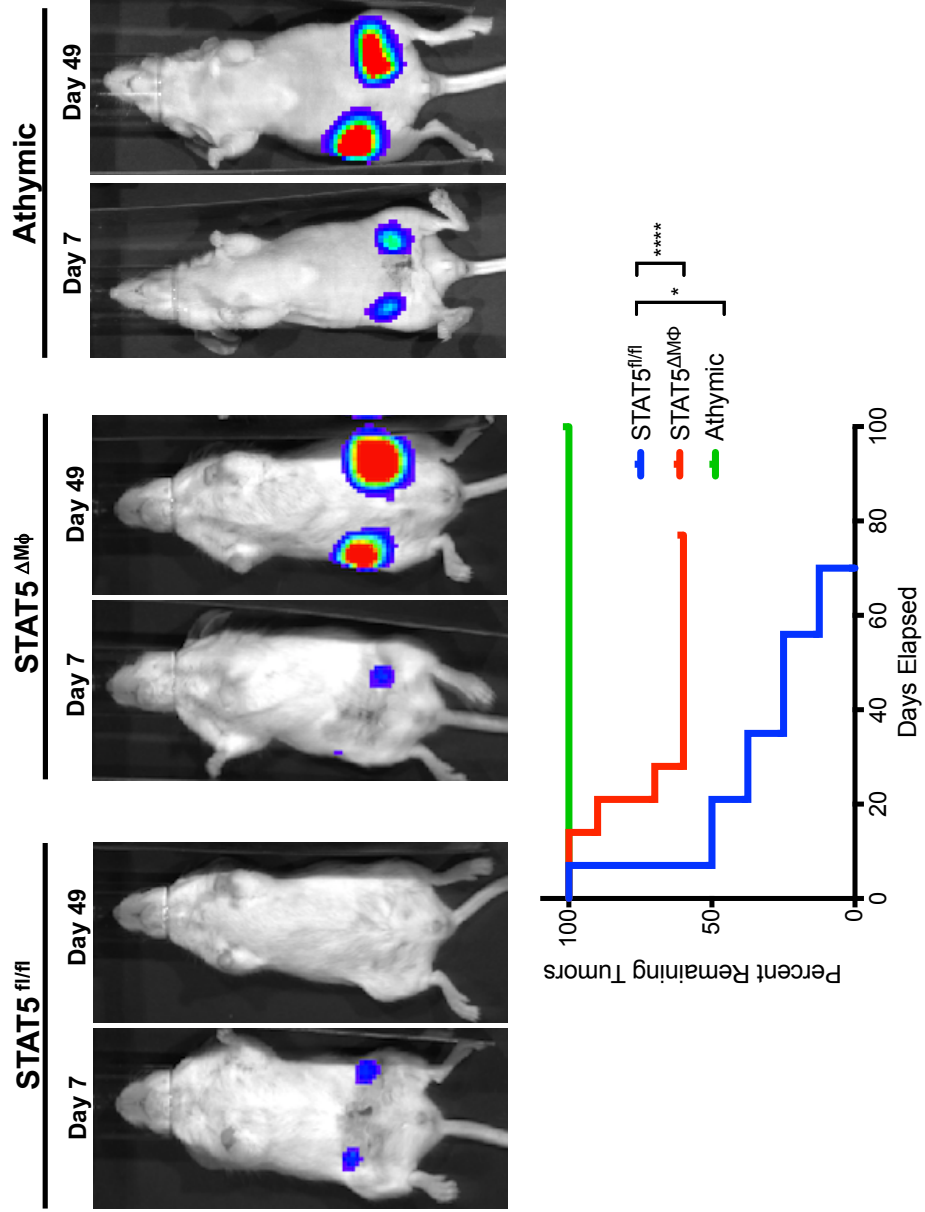 STAT5 fl/fl
STAT5 ΔMΦ
Athymic
Day 7
Day 49
Day 7
Day 49
Day 7
Day 49
Percent Remaining Tumors
100
50
0
0
20
40
60
80
100
Days Elapsed
STAT5fl/fl
STAT5ΔMΦ
Athymic
*
****